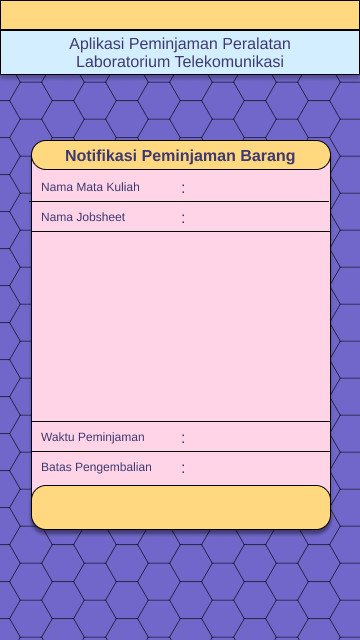 Aplikasi Peminjaman Peralatan
Laboratorium Telekomunikasi
Notifikasi Peminjaman Barang
Nama Mata Kuliah :
Nama Jobsheet :
Waktu Peminjaman :
Batas Pengembalian :